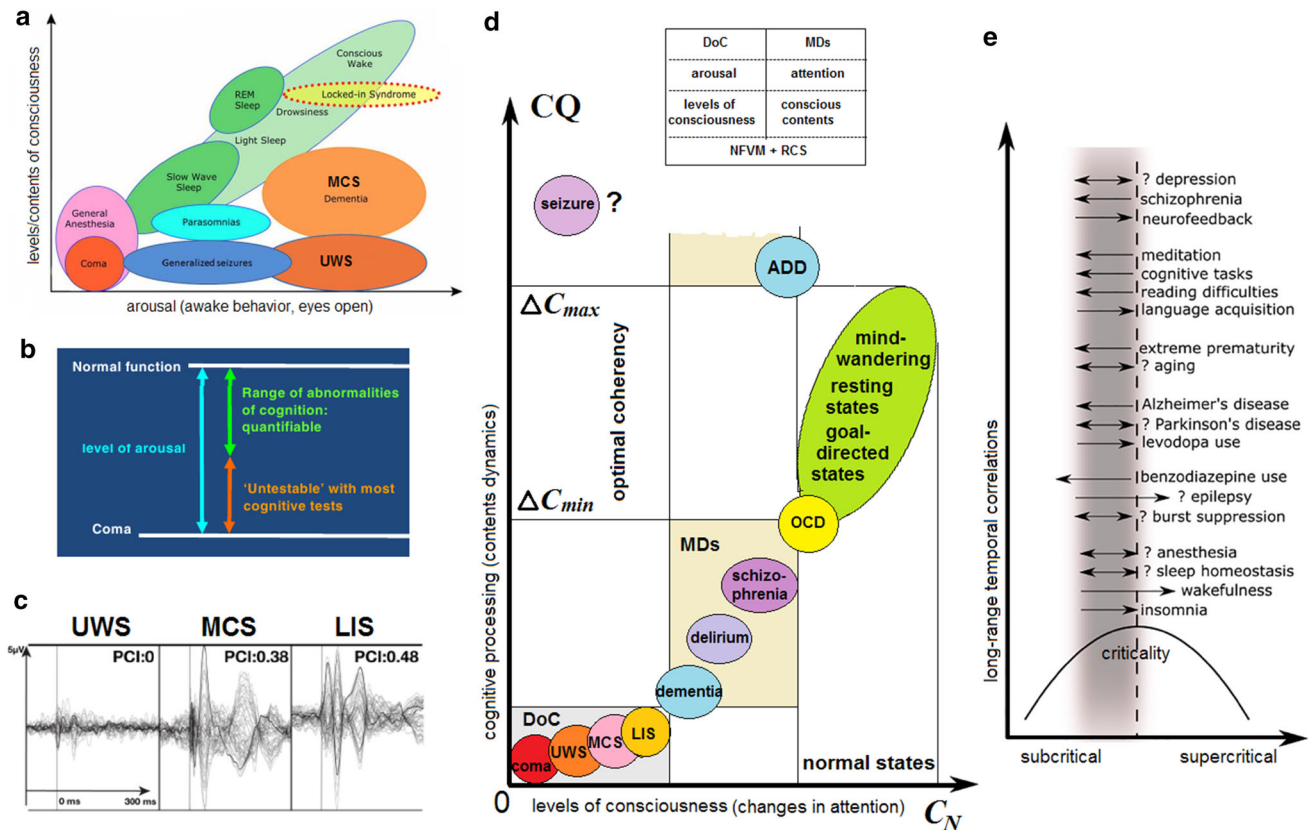 a
levels/contents of consciousness
Conscious
Wake
REM
Sleep
Locked-in Syndrome
Drowsiness
Light Sleep
Slow Wave
Sleep
MCS
Dementia
General
Anesthesia
Parasomnias
Coma
Generalized seizures
UWS
arousal (awake behavior, eyes open)
b
Normal function
Range of abnormalities
of cognition:
quantifiable
level of arousal
'Untestable' with most
cognitive tests
Coma
c
UWS
MCS
LIS
5μV
PCI:0
PCI:0.38
PCI:0.48
0 ms
300 ms
d
DoC
MDs
arousal
attention
levels of
consciousness
conscious
contents
NFVM + RCS
CQ
seizure
?
ADD
ΔCmax
optimal coherency
mind-
wandering
resting
states
goal-
directed
states
ΔCmin
OCD
MDs
schizo-
phrenia
delirium
dementia
DoC
coma
UWS
MCS
LIS
normal states
cognitive processing (contents dynamics)
0
levels of consciousness (changes in attention)
CN
e
long-range temporal correlations
? depression
schizophrenia
neurofeedback
meditation
cognitive tasks
reading difficulties
language acquisition
extreme prematurity
? aging
Alzheimer's disease
? Parkinson's disease
levodopa use
benzodiazepine use
? epilepsy
? burst suppression
? anesthesia
? sleep homeostasis
wakefulness
insomnia
criticality
subcritical
supercritical